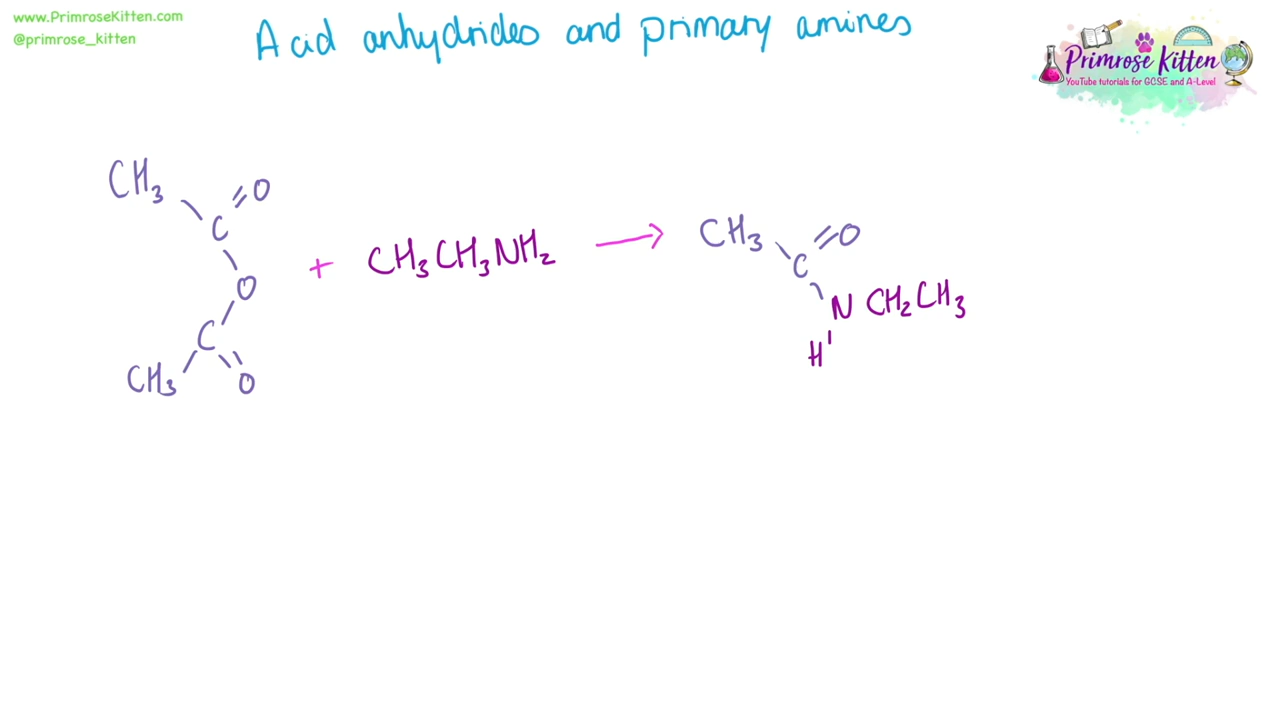 www.PrimroseKitten.com
@primrose_kitten
Acid anhydrides and primary amines
Primrose Kitten
YouTube tutorials for GCSE and A-Level
CH₃
C
O
O
C
CH₃
O
+ CH₃CH₃NH₂ →
CH₃
C
O
N CH₂CH₃
H